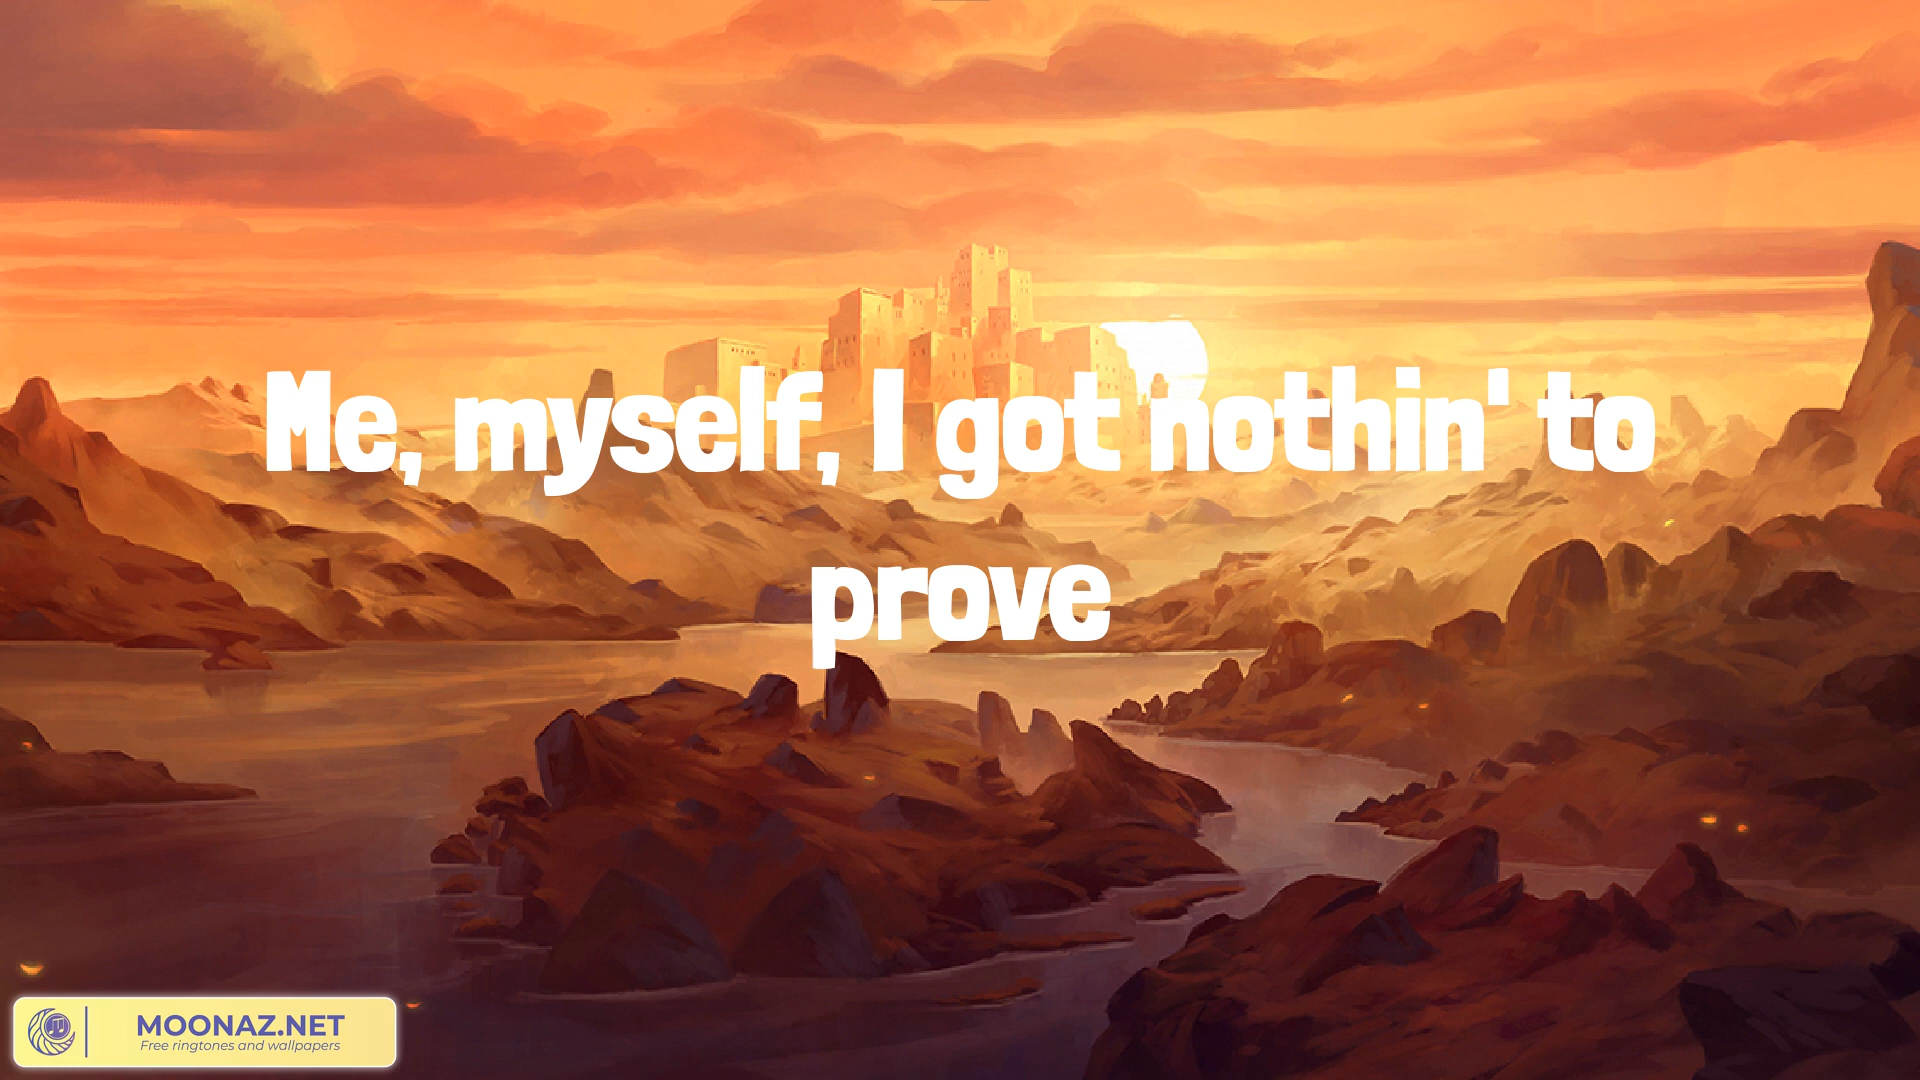 Me, myself, I got nothin' to
prove
MOONAZ.NET
Free ringtones and wallpapers